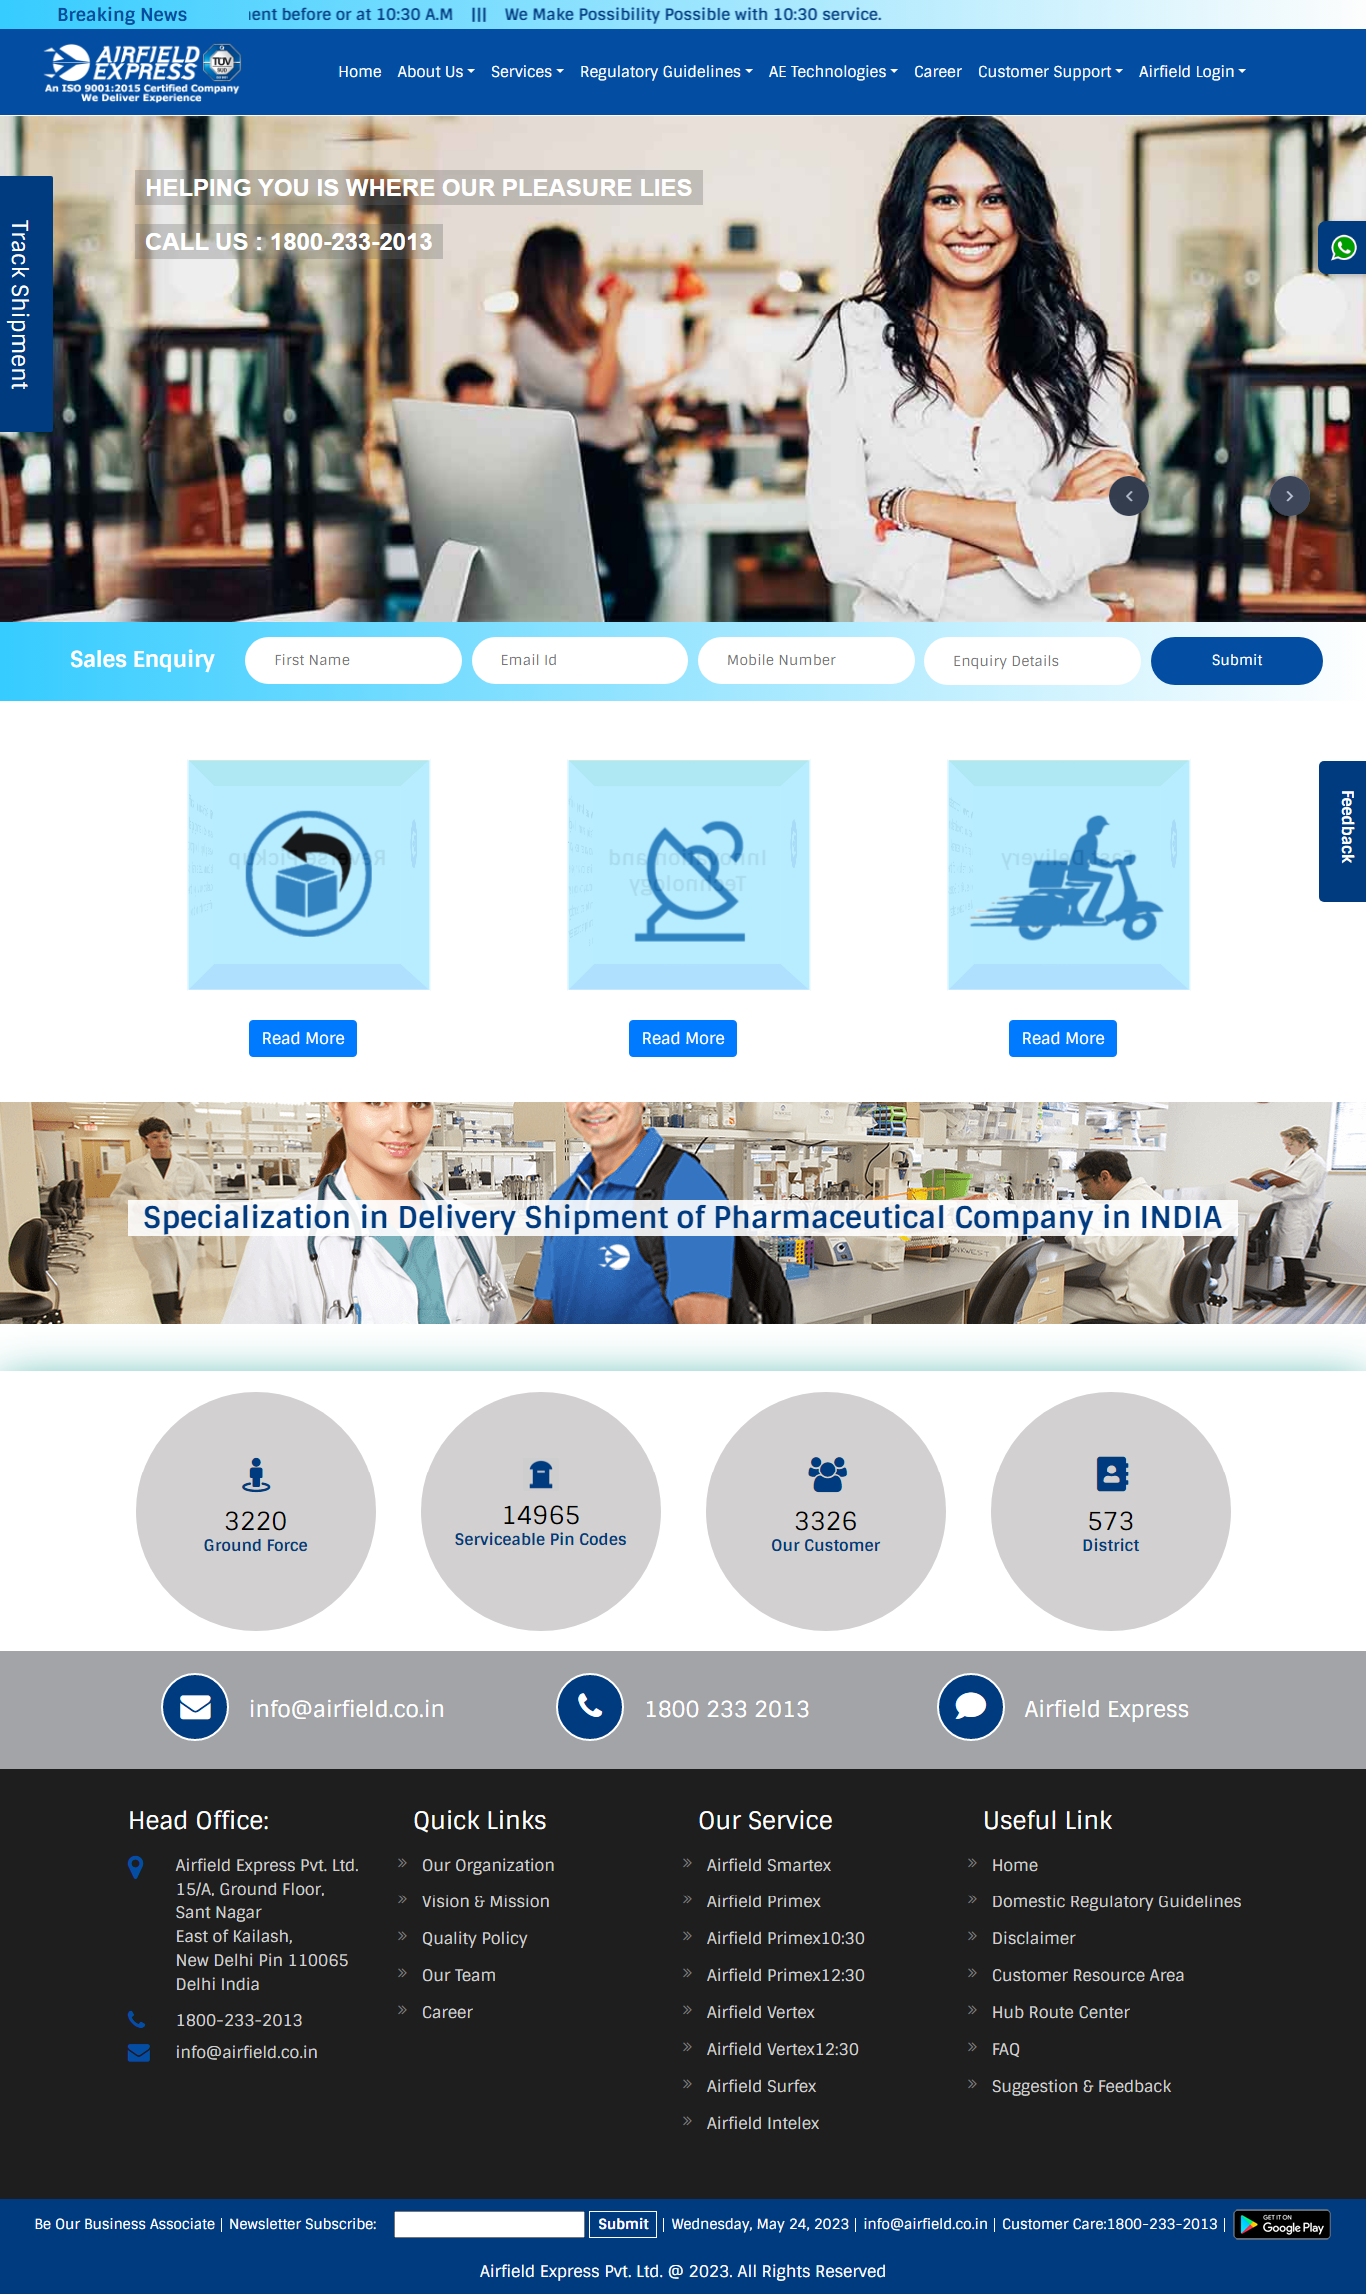 Breaking News
before or at 10:30 A.M ||| We Make Possibility Possible with 10:30 service.
AIRFIELD
EXPRESS
TUV
SUD
An ISO 9001:2015 Certified Company
We Deliver Experience
Home
About Us
Services
Regulatory Guidelines
AE Technologies
Career
Customer Support
Airfield Login
HELPING YOU IS WHERE OUR PLEASURE LIES
CALL US : 1800-233-2013
Track Shipment
Sales Enquiry
First Name
Email Id
Mobile Number
Enquiry Details
Submit
Reverse Pickup
Innovation and
Technology
Fast Delivery
Feedback
Read More
Read More
Read More
Specialization in Delivery Shipment of Pharmaceutical Company in INDIA
3220
Ground Force
14965
Serviceable Pin Codes
3326
Our Customer
573
District
info@airfield.co.in
1800 233 2013
Airfield Express
Head Office:
Airfield Express Pvt. Ltd.
15/A, Ground Floor,
Sant Nagar
East of Kailash,
New Delhi Pin 110065
Delhi India
1800-233-2013
info@airfield.co.in
Quick Links
Our Organization
Vision & Mission
Quality Policy
Our Team
Career
Our Service
Airfield Smartex
Airfield Primex
Airfield Primex10:30
Airfield Primex12:30
Airfield Vertex
Airfield Vertex12:30
Airfield Surfex
Airfield Intelex
Useful Link
Home
Domestic Regulatory Guidelines
Disclaimer
Customer Resource Area
Hub Route Center
FAQ
Suggestion & Feedback
Be Our Business Associate | Newsletter Subscribe: Submit | Wednesday, May 24, 2023 | info@airfield.co.in | Customer Care:1800-233-2013 |
GET IT ON
Google Play
Airfield Express Pvt. Ltd. @ 2023. All Rights Reserved